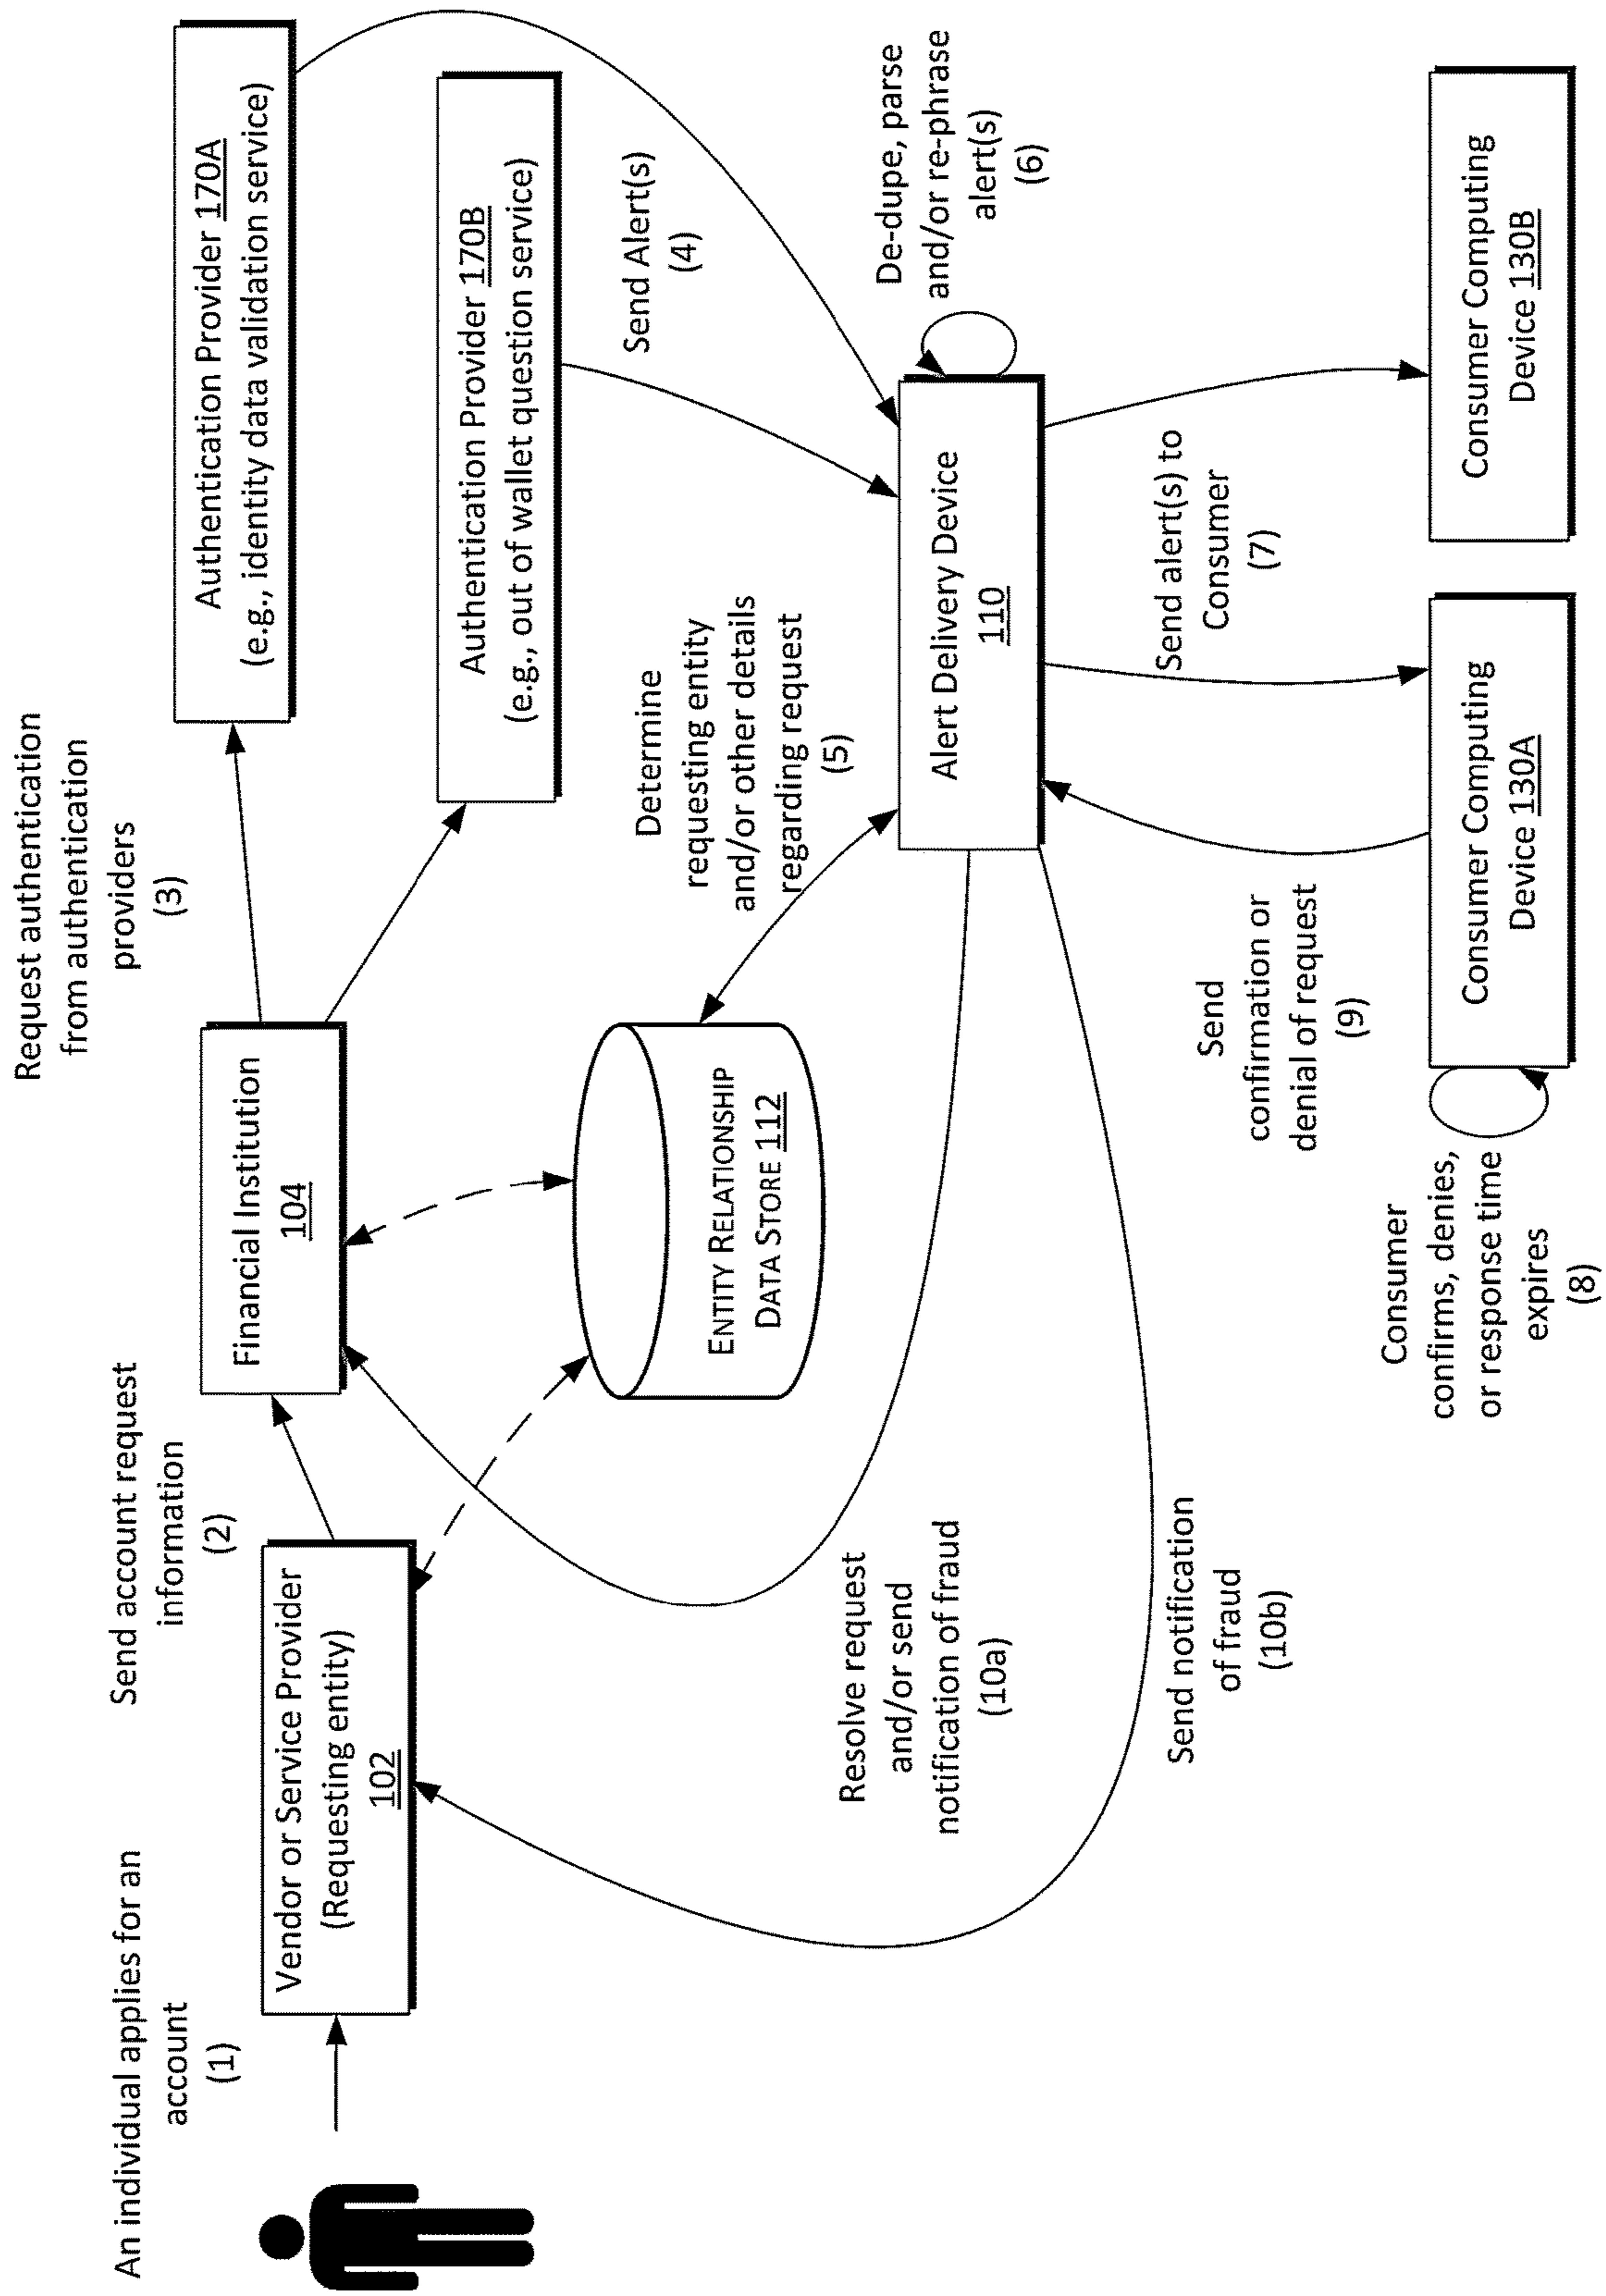 An individual applies for an
account
(1)
Vendor or Service Provider
(Requesting entity)
102
Send account request
information
(2)
Financial Institution
104
Request authentication
from authentication
providers
(3)
Authentication Provider 170A
(e.g., identity data validation service)
Authentication Provider 170B
(e.g., out of wallet question service)
Send Alert(s)
(4)
Determine
requesting entity
and/or other details
regarding request
(5)
ENTITY RELATIONSHIP
DATA STORE 112
Alert Delivery Device
110
De-dupe, parse
and/or re-phrase
alert(s)
(6)
Send alert(s) to
Consumer
(7)
Consumer Computing
Device 130B
Consumer Computing
Device 130A
Consumer
confirms, denies,
or response time
expires
(8)
Send
confirmation or
denial of request
(9)
Resolve request
and/or send
notification of fraud
(10a)
Send notification
of fraud
(10b)